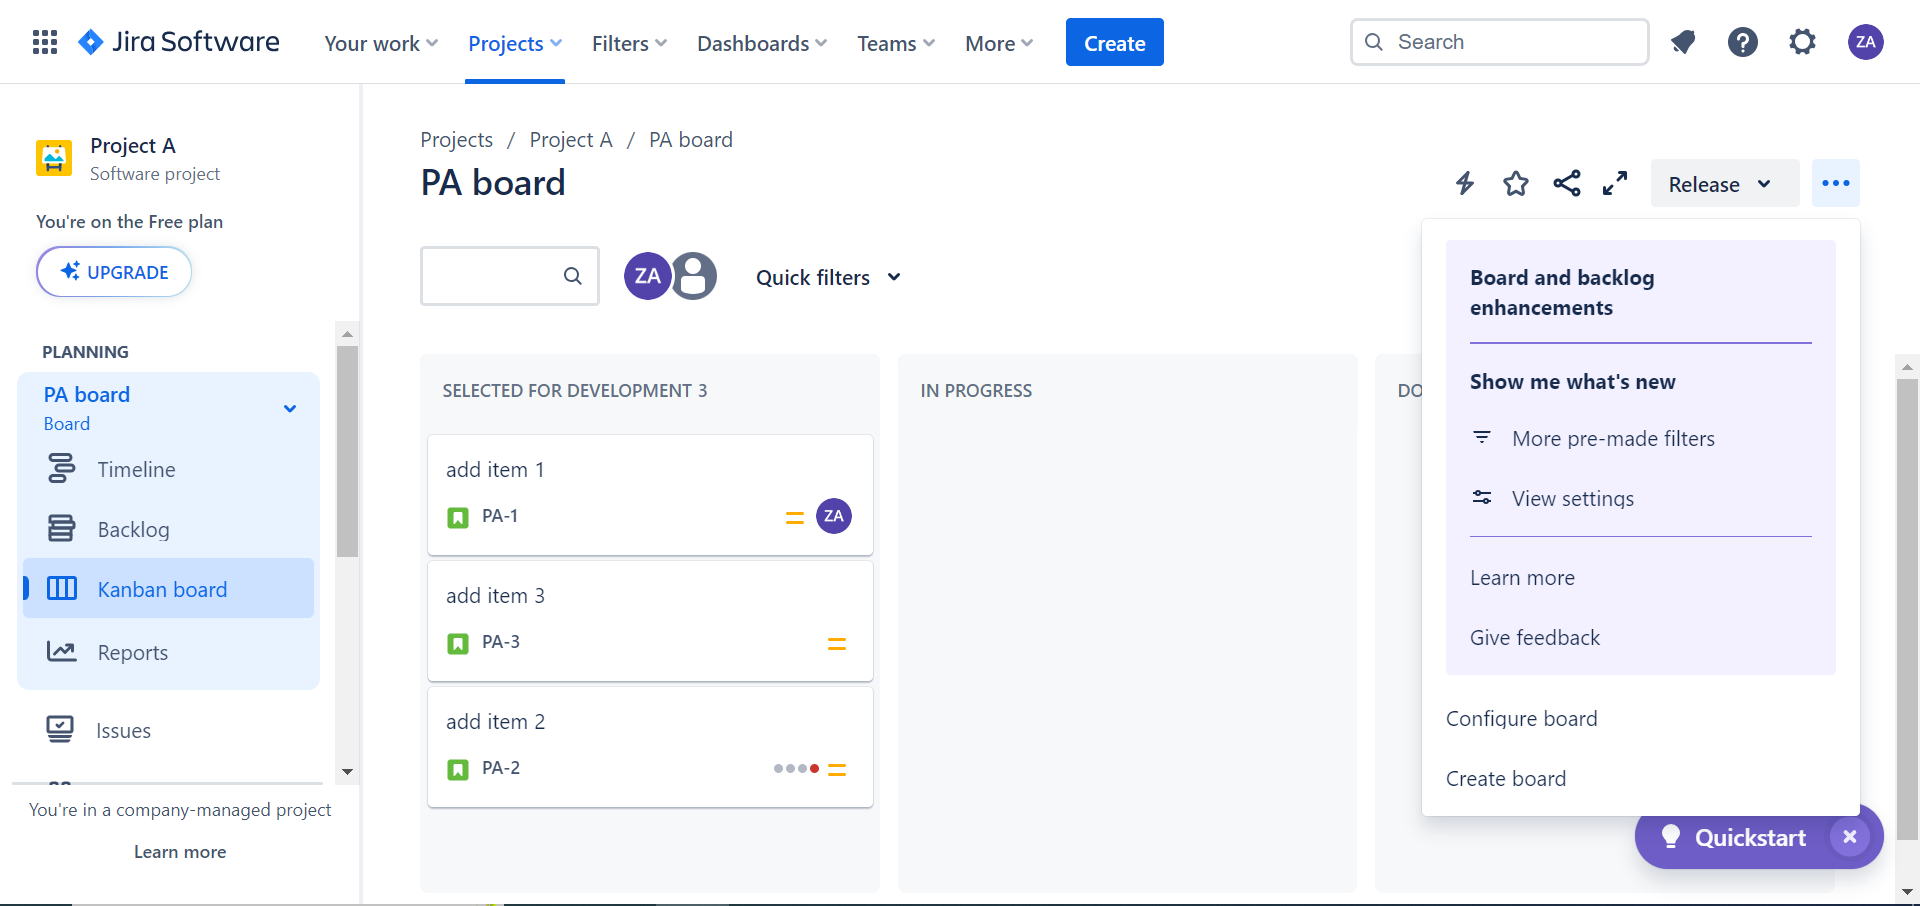 Jira Software
Your work
Projects
Filters
Dashboards
Teams
More
Create
Search
ZA
Project A
Software project
You're on the Free plan
UPGRADE
PLANNING
PA board
Board
Timeline
Backlog
Kanban board
Reports
Issues
You're in a company-managed project
Learn more
Projects / Project A / PA board
PA board
Release
ZA
Quick filters
SELECTED FOR DEVELOPMENT 3
add item 1
PA-1
ZA
add item 3
PA-3
add item 2
PA-2
IN PROGRESS
DO
Board and backlog
enhancements
Show me what's new
More pre-made filters
View settings
Learn more
Give feedback
Configure board
Create board
Quickstart